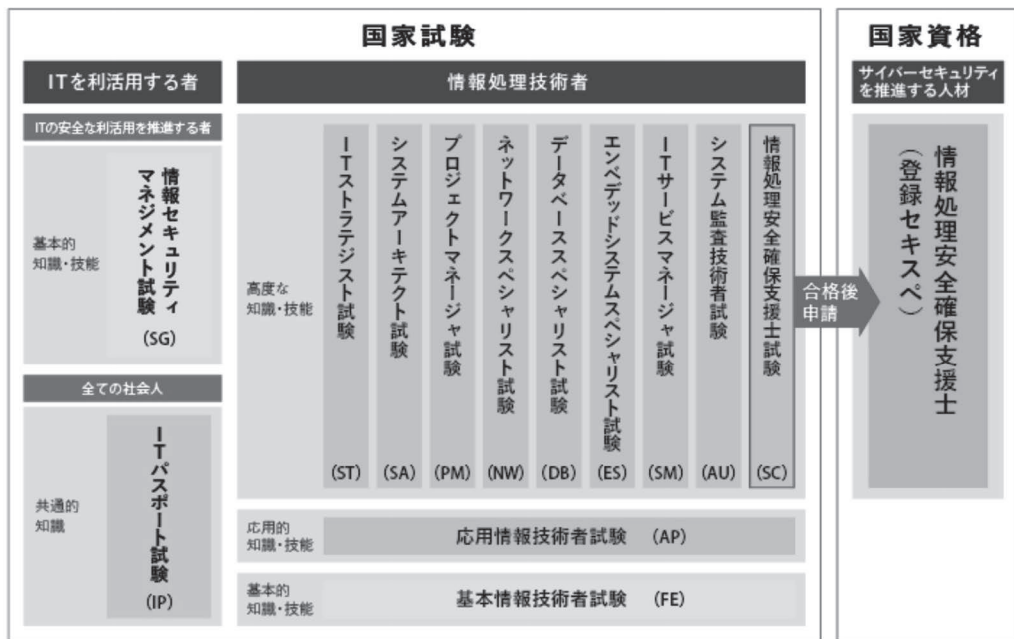 国家試験
ITを利活用する者
ITの安全な利活用を推進する者
基本的
知識・技能
情報セキュリティ
マネジメント試験
(SG)
全ての社会人
共通的
知識
ITパスポート試験
(IP)
情報処理技術者
高度な
知識・技能
ITストラテジスト試験
(ST)
システムアーキテクト試験
(SA)
プロジェクトマネージャ試験
(PM)
ネットワークスペシャリスト試験
(NW)
データベーススペシャリスト試験
(DB)
エンベデッドシステムスペシャリスト試験
(ES)
ITサービスマネージャ試験
(SM)
システム監査技術者試験
(AU)
情報処理安全確保支援士試験
(SC)
応用的
知識・技能
応用情報技術者試験 (AP)
基本的
知識・技能
基本情報技術者試験 (FE)
合格後
申請
国家資格
サイバーセキュリティ
を推進する人材
情報処理安全確保支援士
(登録セキスペ)